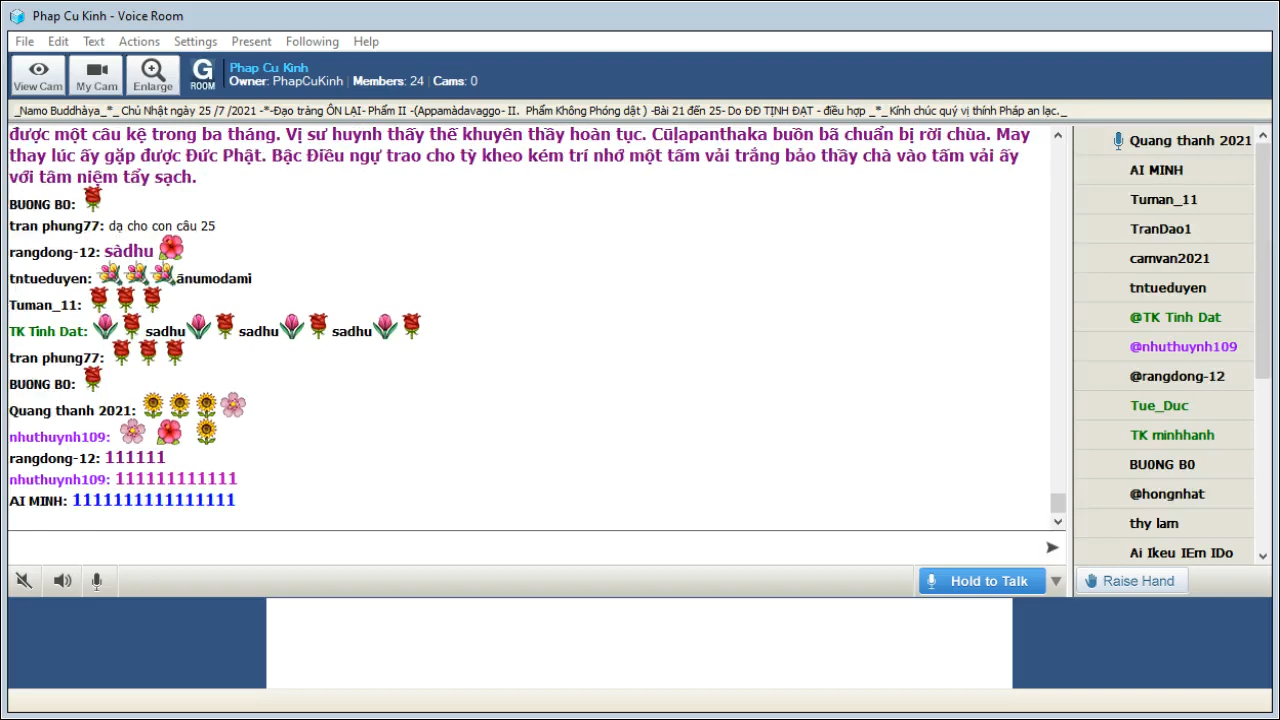 Phap Cu Kinh - Voice Room
File Edit Text Actions Settings Present Following Help
View Cam My Cam Enlarge G ROOM
Phap Cu Kinh
Owner: PhapCuKinh | Members: 24 | Cams: 0
_Namo Buddhàya_*_ Chủ Nhật ngày 25 /7 /2021 -*-Đạo tràng ÔN LẠI- Phẩm II -(Appamàdavaggo- II. Phẩm Không Phóng dật ) -Bài 21 đến 25- Do ĐĐ TỊNH ĐẠT - điều hợp _*_Kính chúc quý vị thính Pháp an lạc._
được một câu kệ trong ba tháng. Vị sư huynh thấy thế khuyên thầy hoàn tục. Cūḷapanthaka buồn bã chuẩn bị rời chùa. May
thay lúc ấy gặp được Đức Phật. Bậc Điều ngự trao cho tỳ kheo kém trí nhớ một tấm vải trắng bảo thầy chà vào tấm vải ấy
với tâm niệm tẩy sạch.
BU0NG B0:
tran phung77: dạ cho con câu 25
rangdong-12: sàdhu
tntueduyen: ānumodami
Tuman_11:
TK Tinh Dat: sadhu sadhu sadhu
tran phung77:
BU0NG B0:
Quang thanh 2021:
nhuthuynh109:
rangdong-12: 111111
nhuthuynh109: 111111111111
AI MINH: 1111111111111111
Quang thanh 2021
AI MINH
Tuman_11
TranDao1
camvan2021
tntueduyen
@TK Tinh Dat
@nhuthuynh109
@rangdong-12
Tue_Duc
TK minhhanh
BU0NG B0
@hongnhat
thy lam
Ai Ikeu IEm IDo
Hold to Talk
Raise Hand